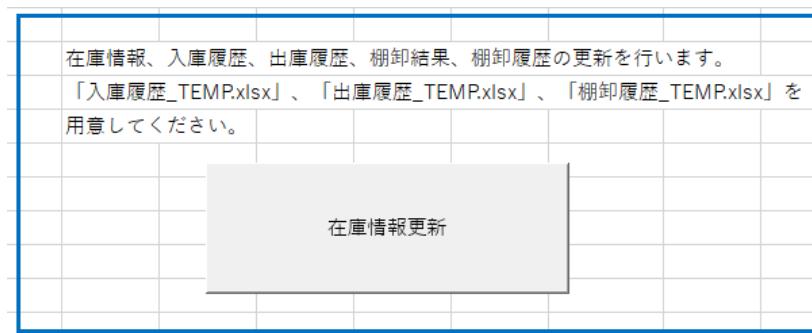 在庫情報、入庫履歴、出庫履歴、棚卸結果、棚卸履歴の更新を行います。
「入庫履歴_TEMP.xlsx」、「出庫履歴_TEMP.xlsx」、「棚卸履歴_TEMP.xlsx」を
用意してください。
在庫情報更新